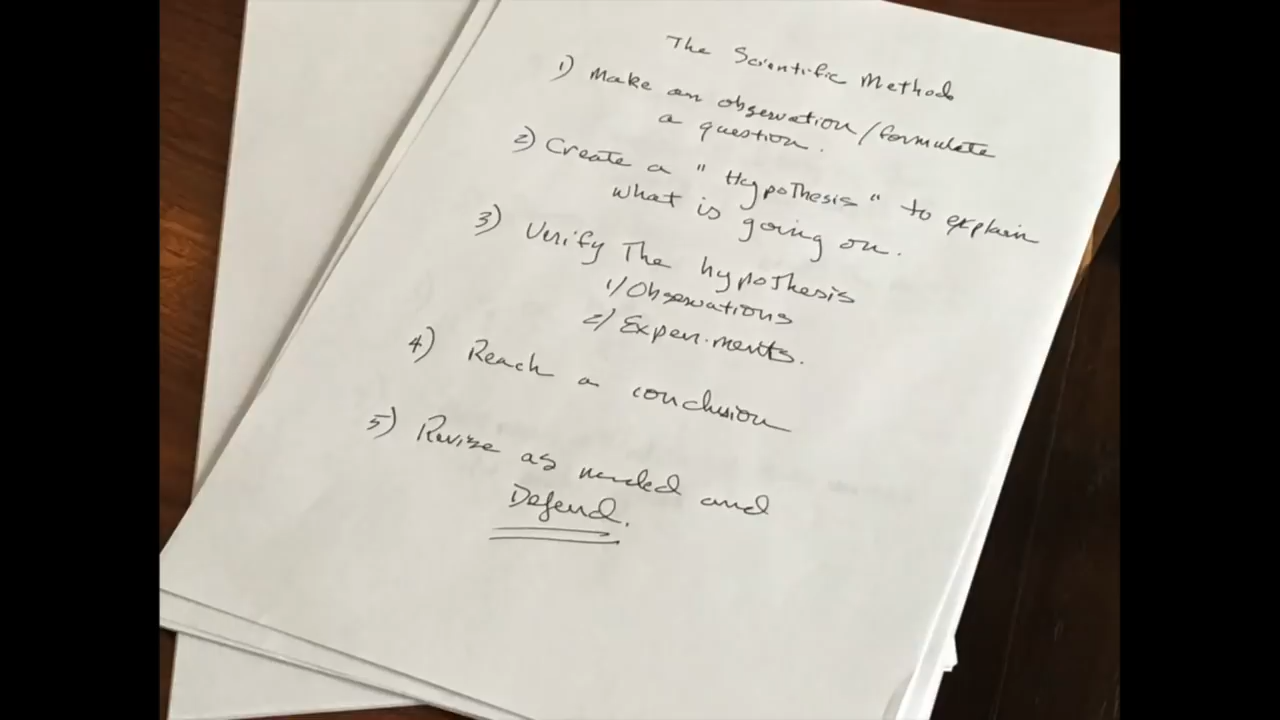 The Scientific Method
1) Make an observation/formulate
a question.
2) Create a "Hypothesis" to explain
what is going on.
3) Verify The hypothesis
1/ Observations
2/ Experiments.
4) Reach a conclusion
5) Revise as needed and
Defend.